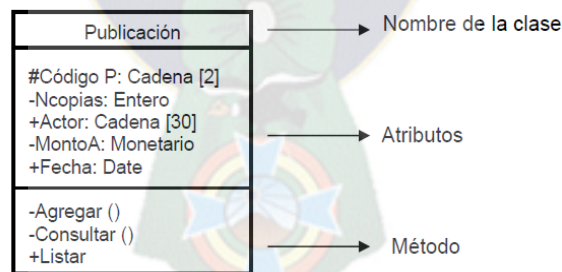 Publicación
Nombre de la clase
#Código P: Cadena [2]
-Ncopias: Entero
+Actor: Cadena [30]
-MontoA: Monetario
+Fecha: Date
Atributos
-Agregar ()
-Consultar ()
+Listar
Método